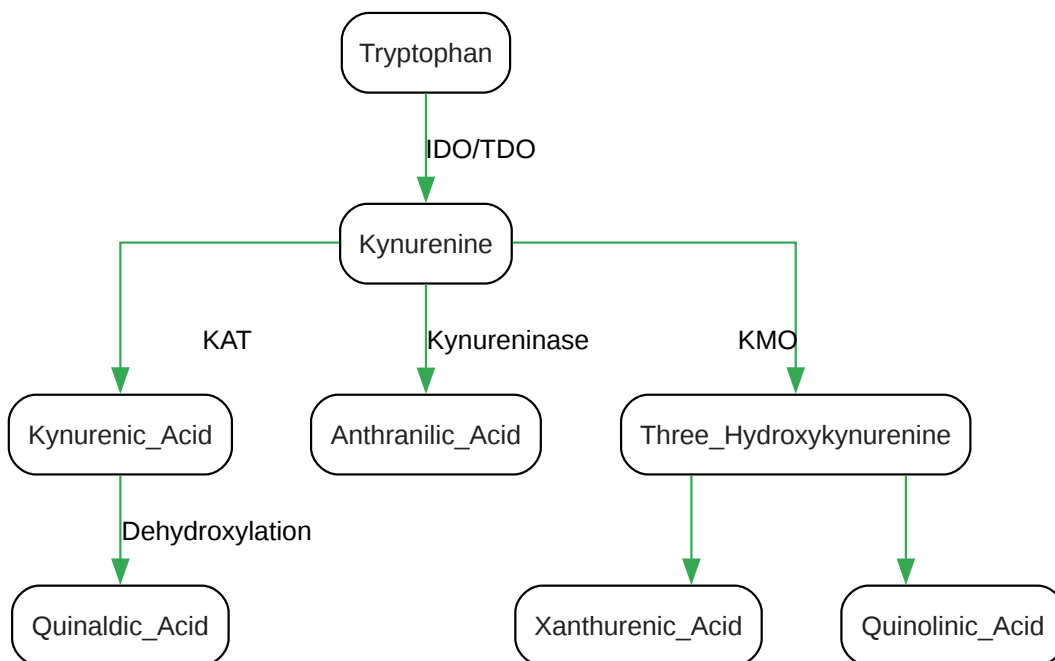 Tryptophan
IDO/TDO
Kynurenine
KAT
Kynureninase
KMO
Kynurenic_Acid
Anthranilic_Acid
Three_Hydroxykynurenine
Dehydroxylation
Quinaldic_Acid
Xanthurenic_Acid
Quinolinic_Acid